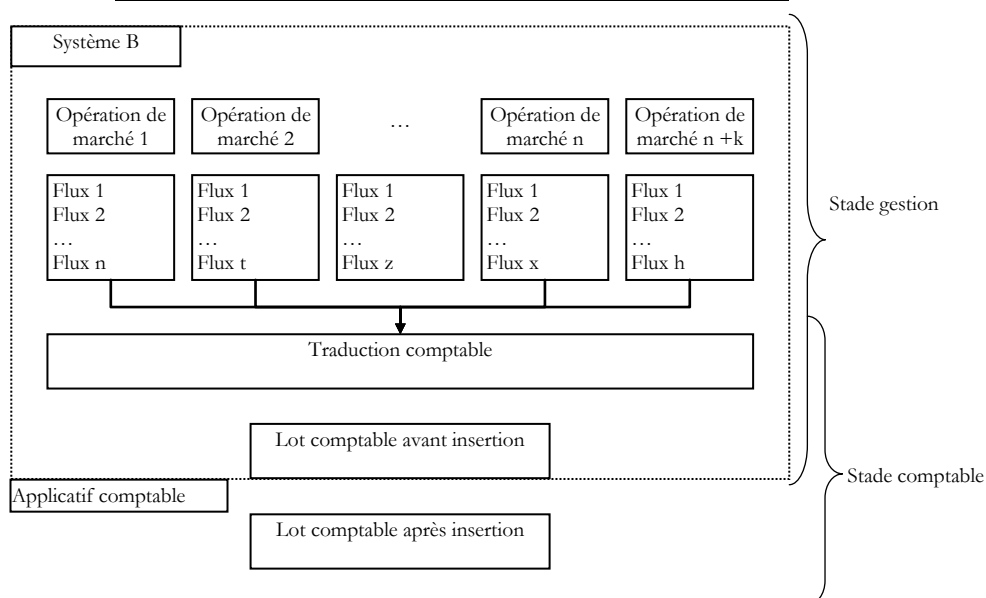 Système B
Opération de
marché 1
Opération de
marché 2
…
Opération de
marché n
Opération de
marché n +k
Flux 1
Flux 2
…
Flux n
Flux 1
Flux 2
…
Flux t
Flux 1
Flux 2
…
Flux z
Flux 1
Flux 2
…
Flux x
Flux 1
Flux 2
…
Flux h
Stade gestion
Traduction comptable
Lot comptable avant insertion
Stade comptable
Applicatif comptable
Lot comptable après insertion